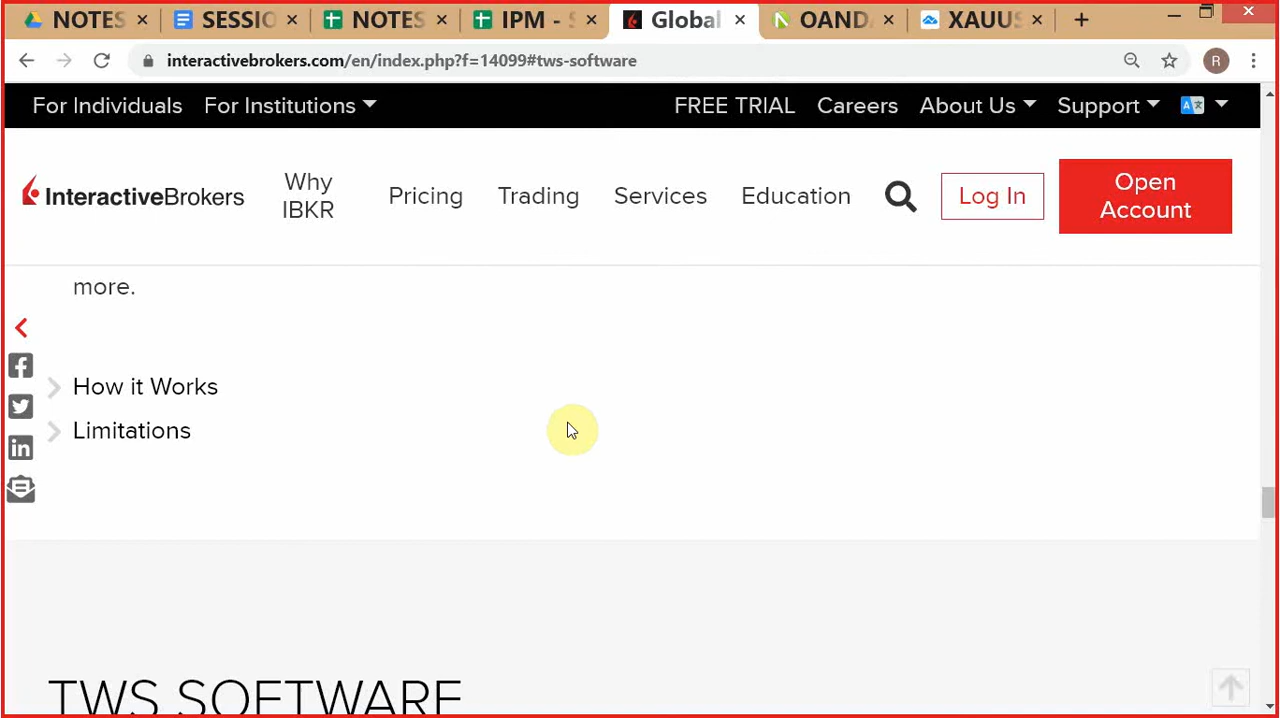 NOTES
SESSIO
NOTES
IPM - S
Global
OANDA
XAUUS
interactivebrokers.com/en/index.php?f=14099#tws-software
R
For Individuals For Institutions FREE TRIAL Careers About Us Support
InteractiveBrokers
Why
IBKR
Pricing Trading Services Education
Log In
Open
Account
more.
How it Works
Limitations
TWS SOFTWARE